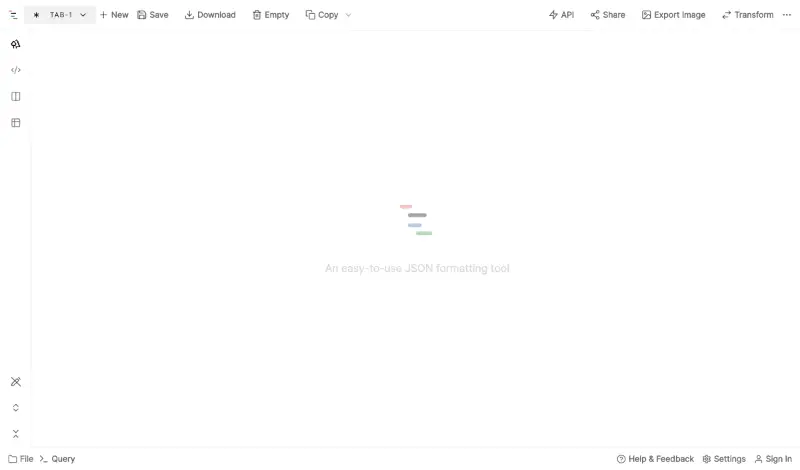 TAB-1 New Save Download Empty Copy API Share Export Image Transform
An easy-to-use JSON formatting tool
File Query Help & Feedback Settings Sign In